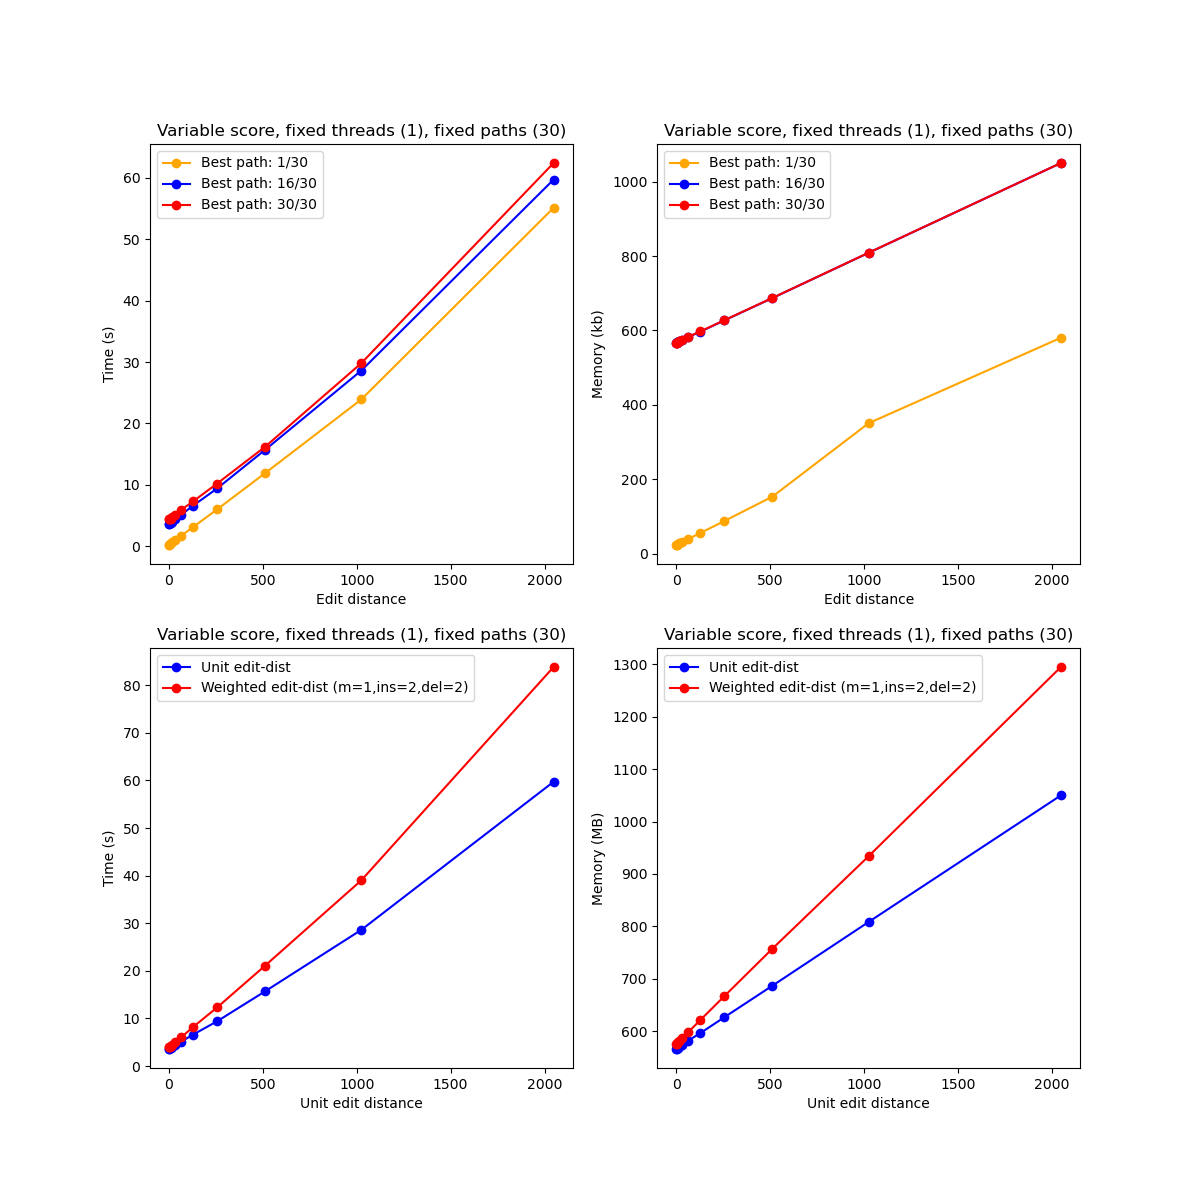 Variable score, fixed threads (1), fixed paths (30)
Best path: 1/30
Best path: 16/30
Best path: 30/30
60
50
40
30
20
10
0
Time (s)
0 500 1000 1500 2000
Edit distance
Variable score, fixed threads (1), fixed paths (30)
Best path: 1/30
Best path: 16/30
Best path: 30/30
1000
800
600
400
200
0
Memory (kb)
0 500 1000 1500 2000
Edit distance
Variable score, fixed threads (1), fixed paths (30)
Unit edit-dist
Weighted edit-dist (m=1,ins=2,del=2)
80
70
60
50
40
30
20
10
0
Time (s)
0 500 1000 1500 2000
Unit edit distance
Variable score, fixed threads (1), fixed paths (30)
Unit edit-dist
Weighted edit-dist (m=1,ins=2,del=2)
1300
1200
1100
1000
900
800
700
600
Memory (MB)
0 500 1000 1500 2000
Unit edit distance